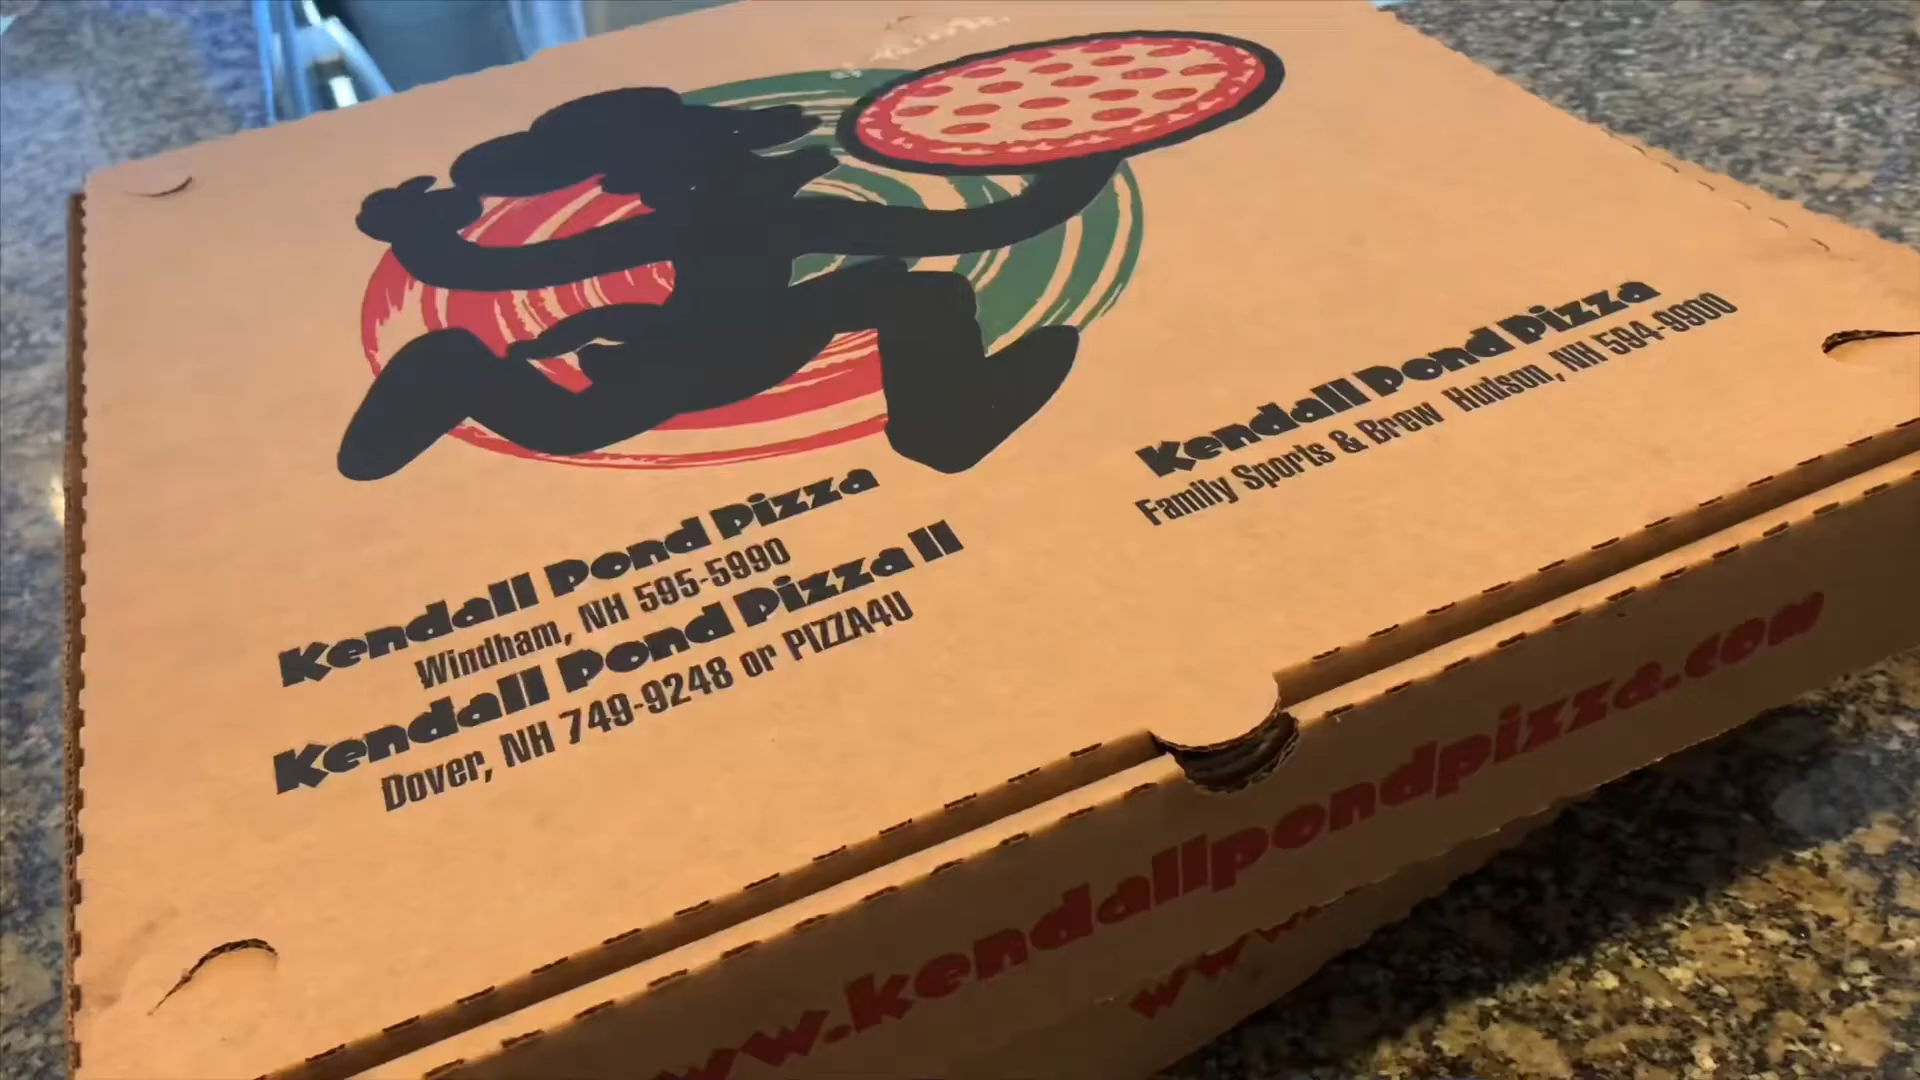 Kendall Pond Pizza
Windham, NH 595-5990
Kendall Pond Pizza II
Dover, NH 749-9248 or PIZZA4U
Kendall Pond Pizza
Family Sports & Brew Hudson, NH 594-9900
www.kendallpondpizza.com
www.